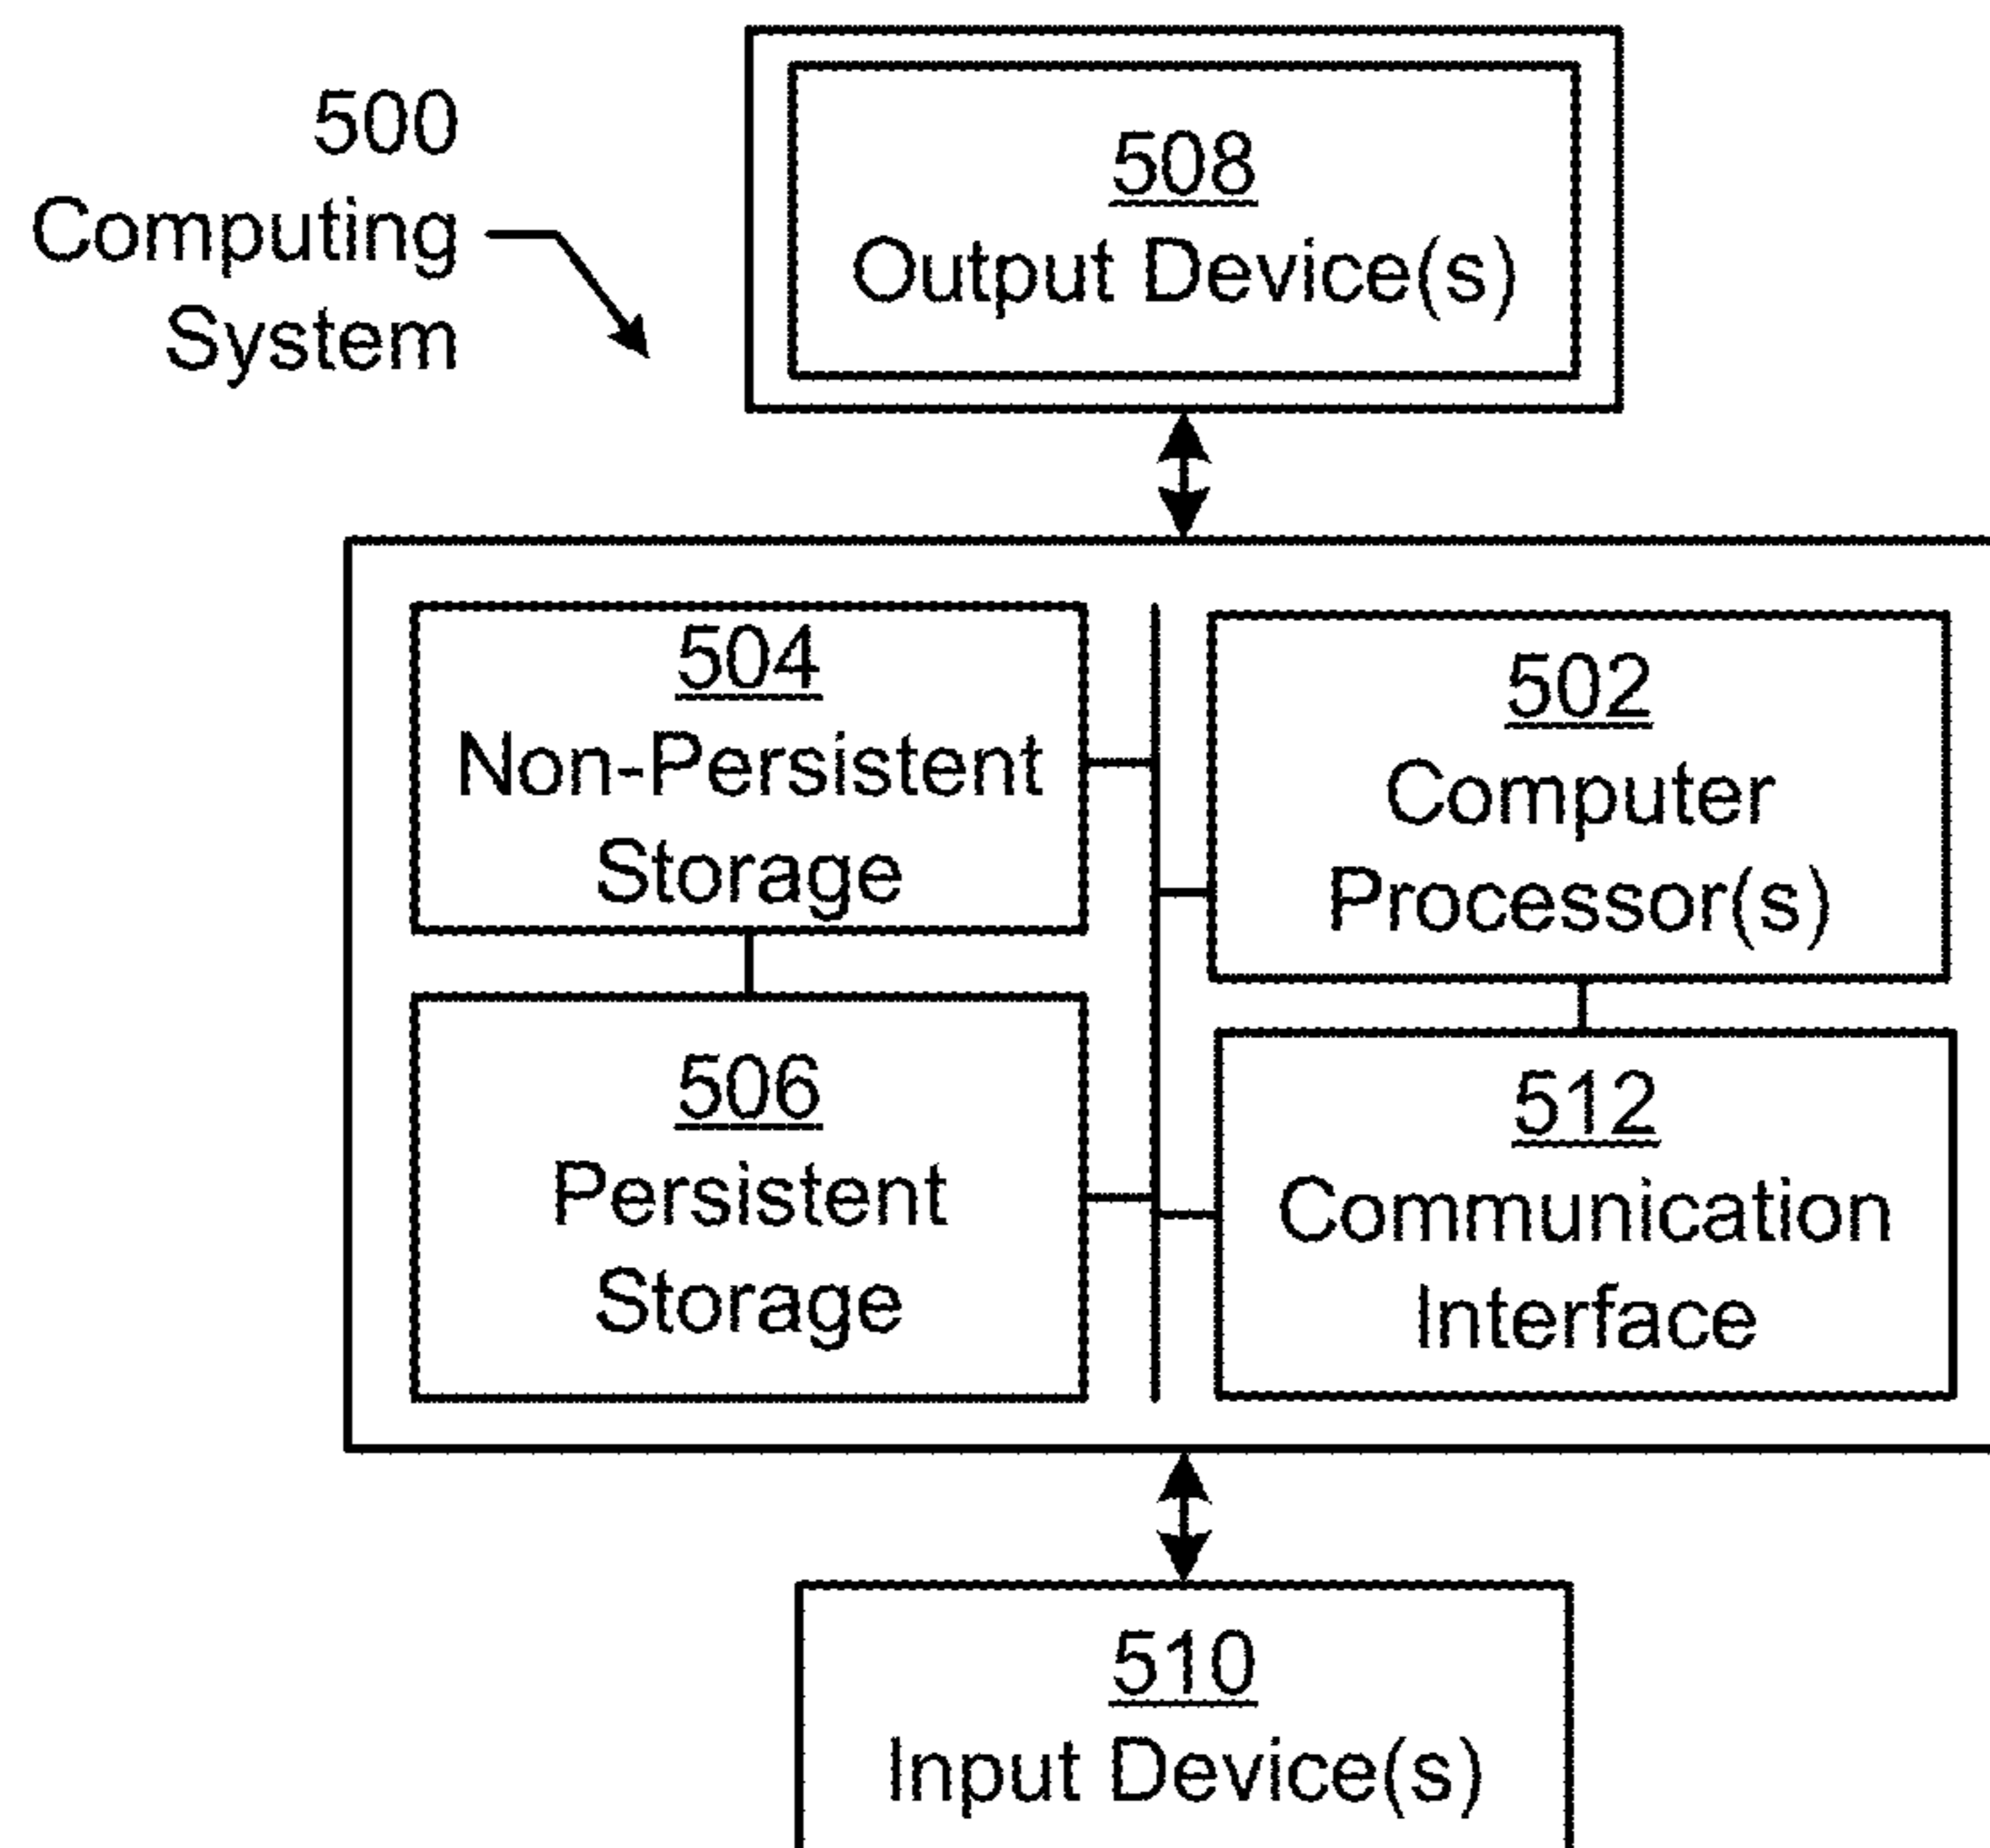 500
Computing
System
508
Output Device(s)
504
Non-Persistent
Storage
502
Computer
Processor(s)
506
Persistent
Storage
512
Communication
Interface
510
Input Device(s)